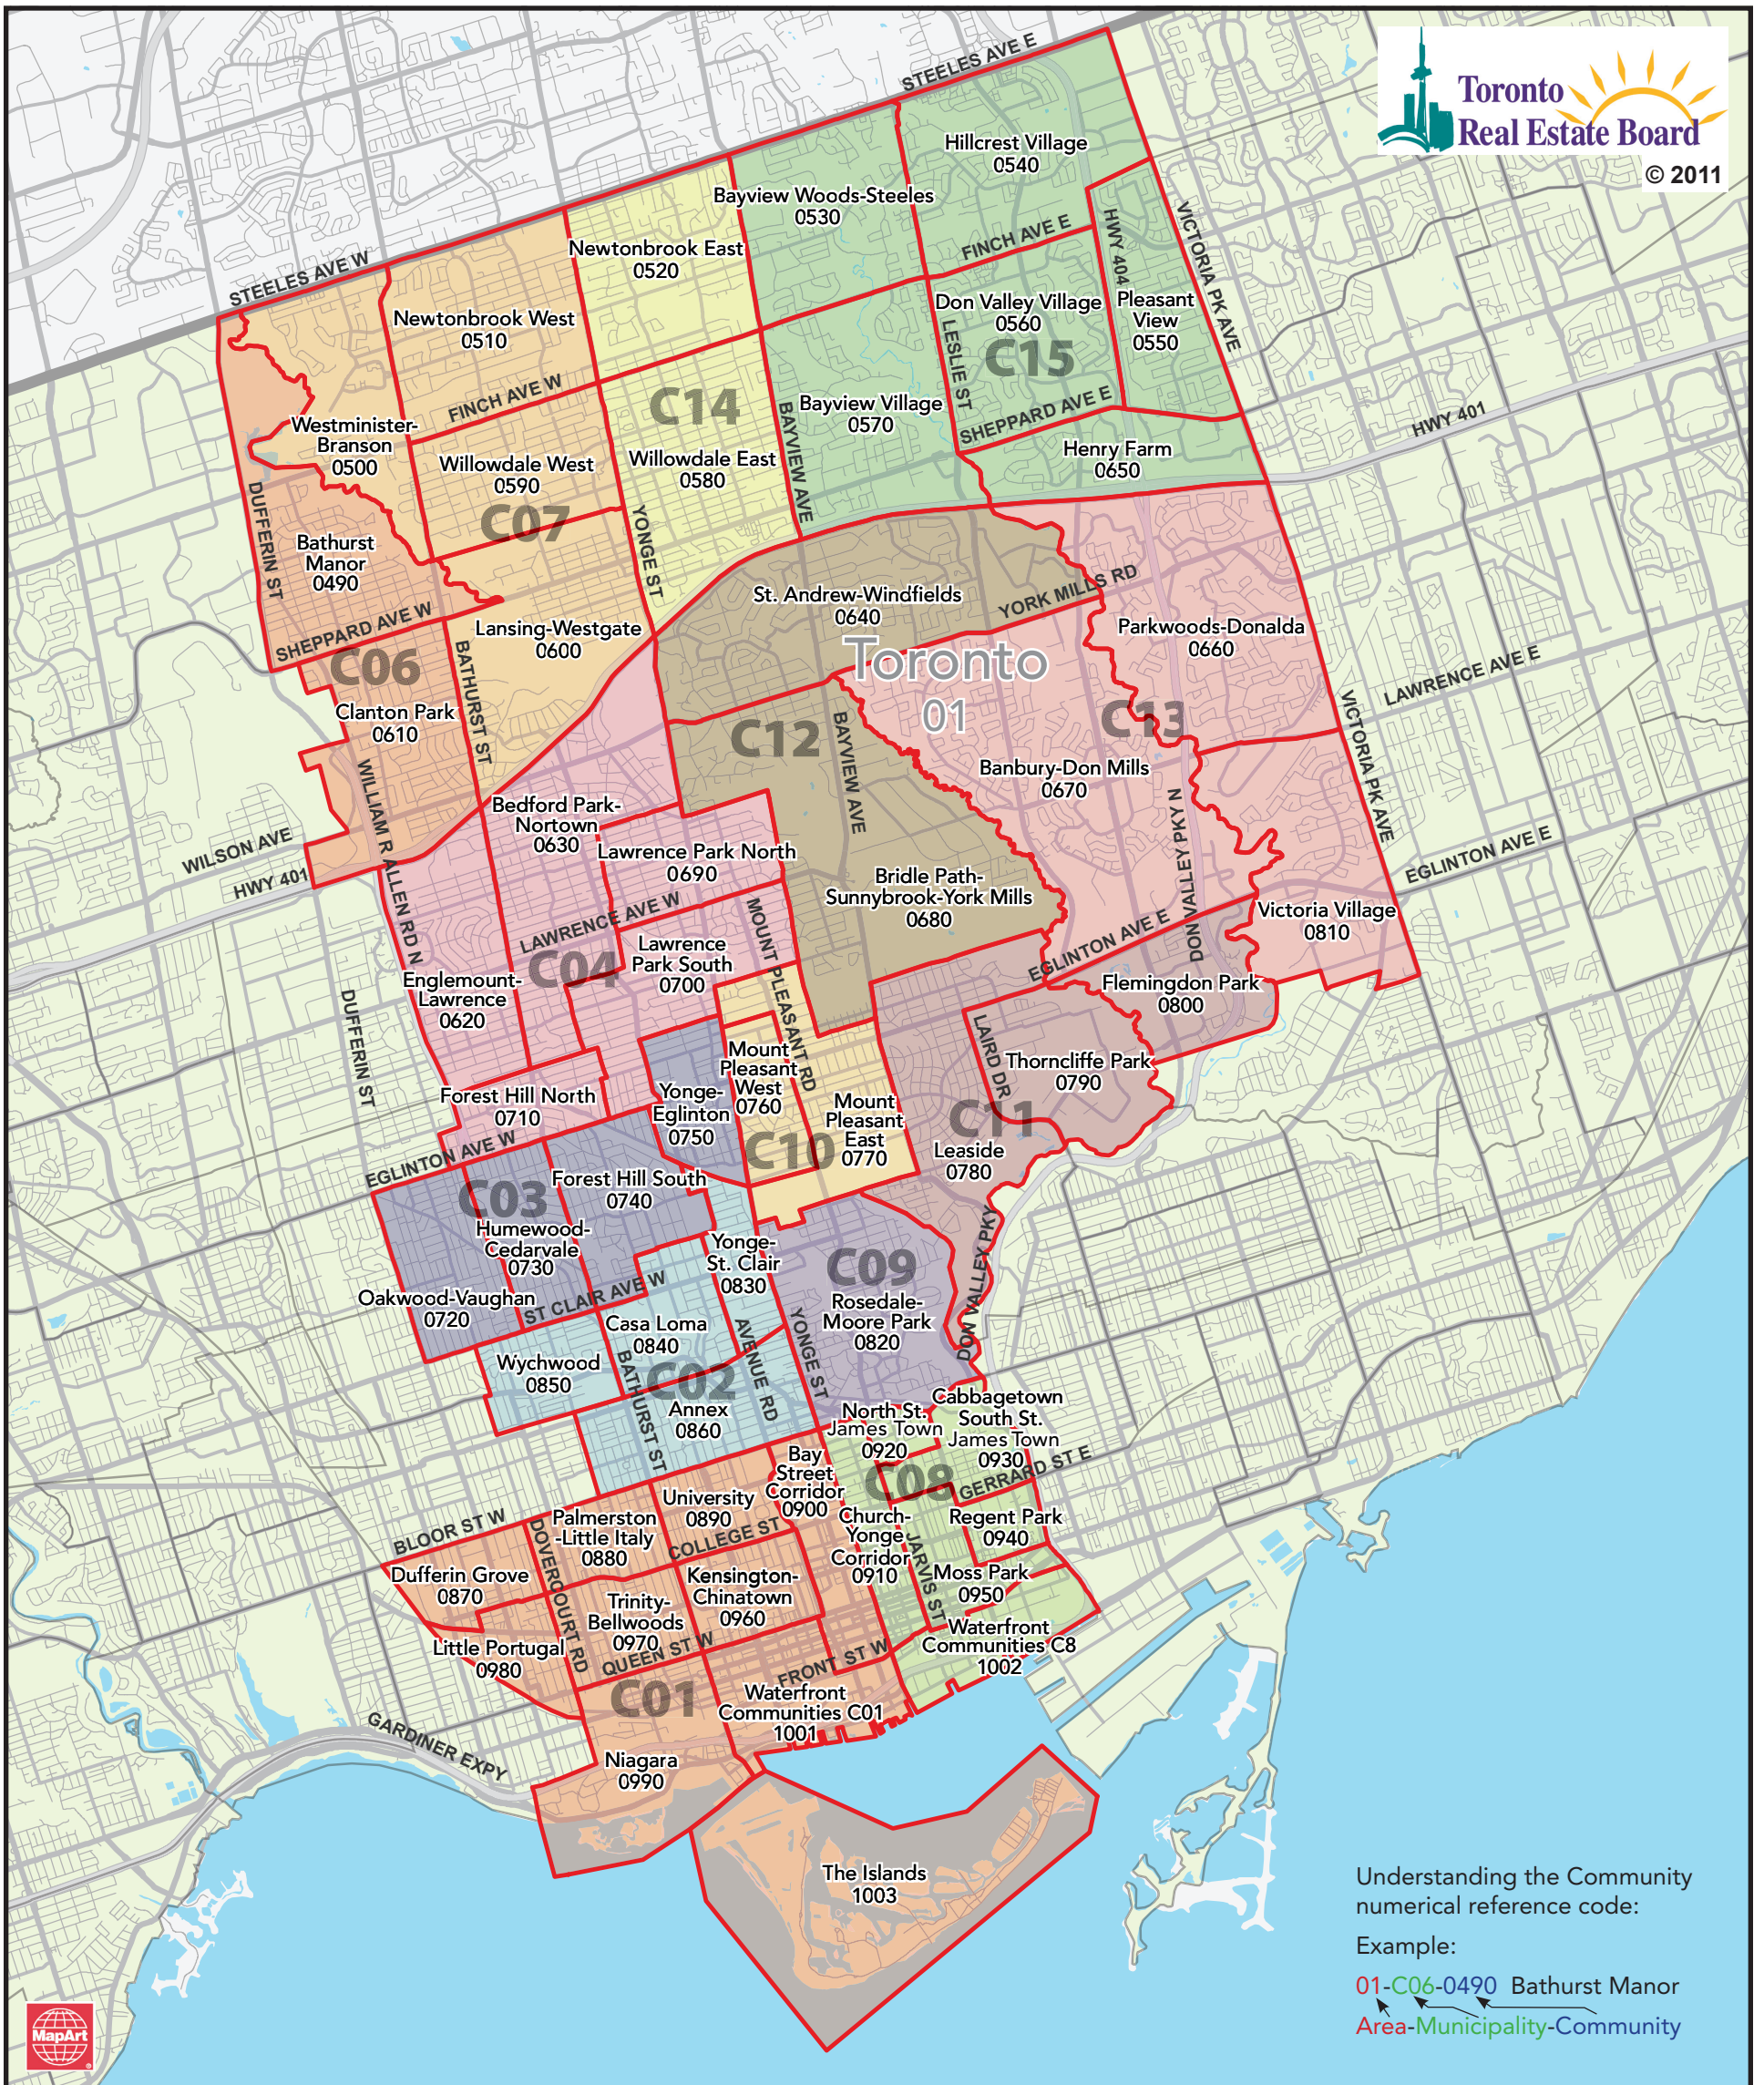 Toronto
Real Estate Board
© 2011
STEELES AVE E
Hillcrest Village
0540
Bayview Woods-Steeles
0530
FINCH AVE E
HWY 404
VICTORIA PK AVE
Newtonbrook East
0520
STEELES AVE W
Newtonbrook West
0510
Don Valley Village
0560
C15
Pleasant
View
0550
LESLIE ST
FINCH AVE W
C14
BAYVIEW AVE
Bayview Village
0570
SHEPPARD AVE E
HWY 401
Westminister-
Branson
0500
Willowdale West
0590
C07
Willowdale East
0580
Henry Farm
0650
DUFFERIN ST
Bathurst
Manor
0490
YONGE ST
St. Andrew-Windfields
0640
YORK MILLS RD
SHEPPARD AVE W
C06
Lansing-Westgate
0600
BATHURST ST
Toronto
01
Parkwoods-Donalda
0660
LAWRENCE AVE E
Clanton Park
0610
C12
BAYVIEW AVE
C13
VICTORIA PK AVE
WILLIAM R ALLEN RD N
Banbury-Don Mills
0670
DON VALLEY PKY N
WILSON AVE
HWY 401
Bedford Park-
Nortown
0630
Lawrence Park North
0690
Bridle Path-
Sunnybrook-York Mills
0680
EGLINTON AVE E
LAWRENCE AVE W
MOUNT PLEASANT RD
EGLINTON AVE E
Victoria Village
0810
C04
Lawrence
Park South
0700
Englemount-
Lawrence
0620
Flemingdon Park
0800
DUFFERIN ST
LAIRD DR
Mount
Pleasant
West
0760
Thorncliffe Park
0790
Forest Hill North
0710
Yonge-
Eglinton
0750
Mount
Pleasant
East
0770
C11
C10
Leaside
0780
EGLINTON AVE W
C03
Forest Hill South
0740
Humewood-
Cedarvale
0730
Yonge-
St. Clair
0830
C09
DON VALLEY PKY
Oakwood-Vaughan
0720
ST CLAIR AVE W
Rosedale-
Moore Park
0820
Casa Loma
0840
AVENUE RD
YONGE ST
Wychwood
0850
BATHURST ST
C02
Annex
0860
North St.
James Town
0920
Cabbagetown
South St.
James Town
0930
C08
GERRARD ST E
Bay
Street
Corridor
0900
University
0890
BLOOR ST W
DOVERCOURT RD
Palmerston
-Little Italy
0880
COLLEGE ST
Church-
Yonge
Corridor
0910
JARVIS ST
Regent Park
0940
Dufferin Grove
0870
Kensington-
Chinatown
0960
Moss Park
0950
Trinity-
Bellwoods
0970
Little Portugal
0980
QUEEN ST W
FRONT ST W
Waterfront
Communities C8
1002
C01
Waterfront
Communities C01
1001
GARDINER EXPY
Niagara
0990
The Islands
1003
Understanding the Community
numerical reference code:
Example:
01-C06-0490 Bathurst Manor
Area-Municipality-Community
MapArt